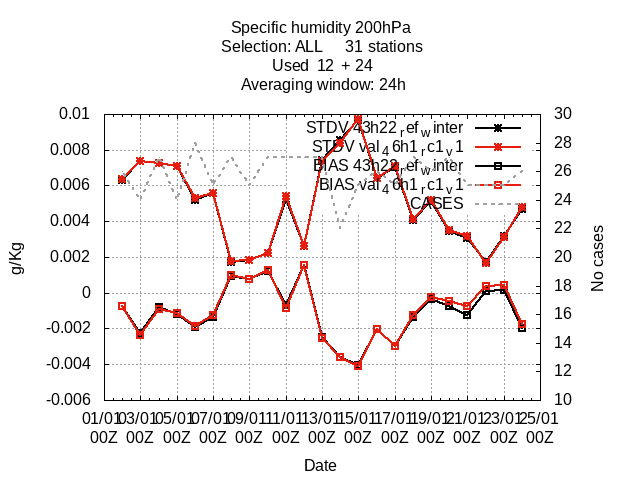 Specific humidity 200hPa
Selection: ALL 31 stations
Used 12 + 24
Averaging window: 24h
0.01
0.008
0.006
0.004
0.002
0
-0.002
-0.004
-0.006
g/Kg
STDV 43h22_ref_winter
STDV val_46h1_rc1_v1
BIAS 43h22_ref_winter
BIAS val_46h1_rc1_v1
CASES
30
28
26
24
22
20
18
16
14
12
10
No cases
01/01 03/01 05/01 07/01 09/01 11/01 13/01 15/01 17/01 19/01 21/01 23/01 25/01
00Z 00Z 00Z 00Z 00Z 00Z 00Z 00Z 00Z 00Z 00Z 00Z 00Z
Date